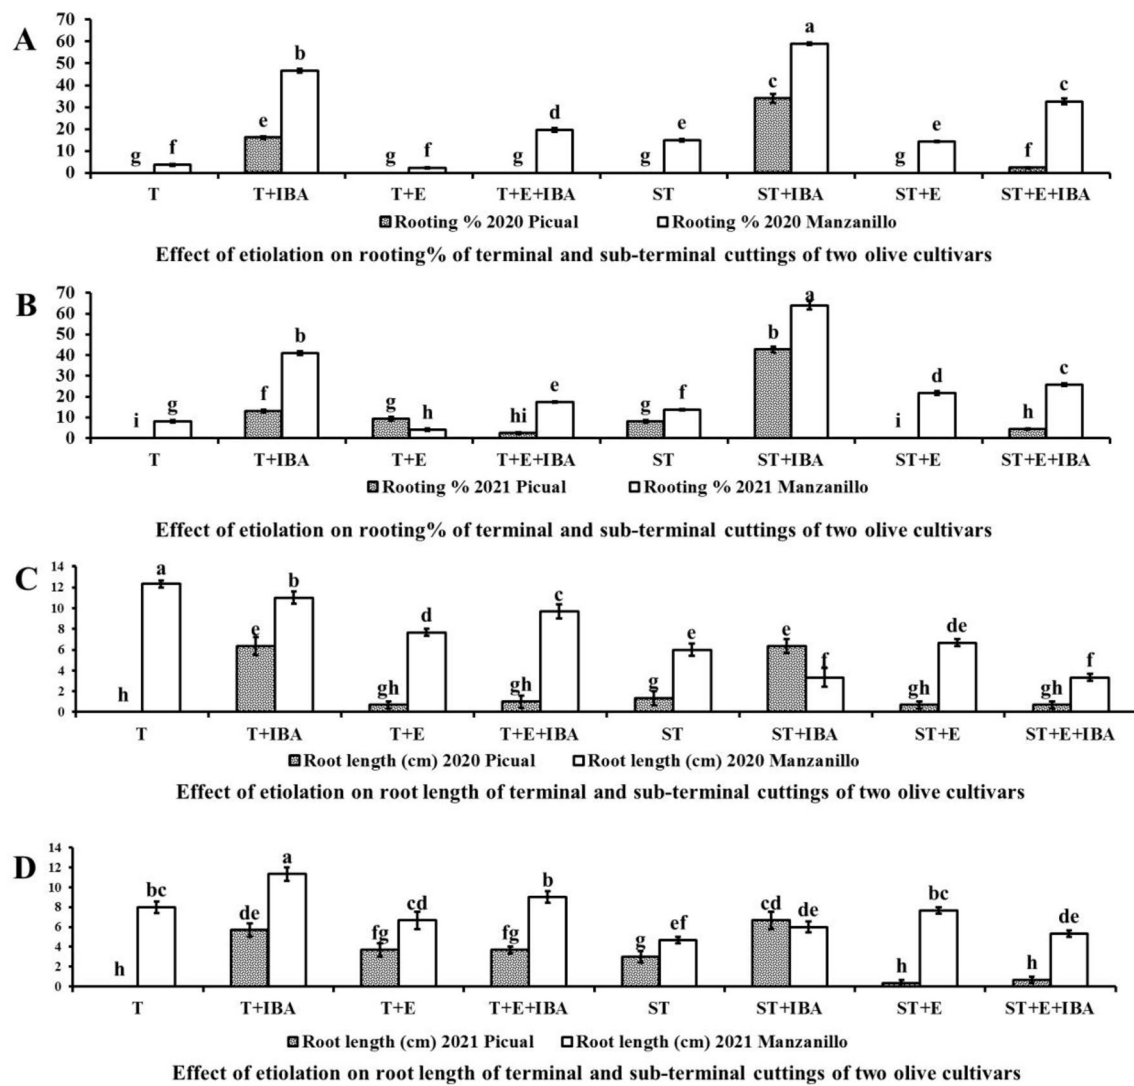 A
70
60
50
40
30
20
10
0
g f e b g f g d g e c a g e f c
T T+IBA T+E T+E+IBA ST ST+IBA ST+E ST+E+IBA
Rooting % 2020 Picual Rooting % 2020 Manzanillo
Effect of etiolation on rooting% of terminal and sub-terminal cuttings of two olive cultivars
B
70
60
50
40
30
20
10
0
i g f b g h hi e g f b a i d h c
T T+IBA T+E T+E+IBA ST ST+IBA ST+E ST+E+IBA
Rooting % 2021 Picual Rooting % 2021 Manzanillo
Effect of etiolation on rooting% of terminal and sub-terminal cuttings of two olive cultivars
C
14
12
10
8
6
4
2
0
h a e b gh d gh c g e e f gh de gh f
T T+IBA T+E T+E+IBA ST ST+IBA ST+E ST+E+IBA
Root length (cm) 2020 Picual Root length (cm) 2020 Manzanillo
Effect of etiolation on root length of terminal and sub-terminal cuttings of two olive cultivars
D
14
12
10
8
6
4
2
0
h bc de a fg cd fg b g ef cd de h bc h de
T T+IBA T+E T+E+IBA ST ST+IBA ST+E ST+E+IBA
Root length (cm) 2021 Picual Root length (cm) 2021 Manzanillo
Effect of etiolation on root length of terminal and sub-terminal cuttings of two olive cultivars